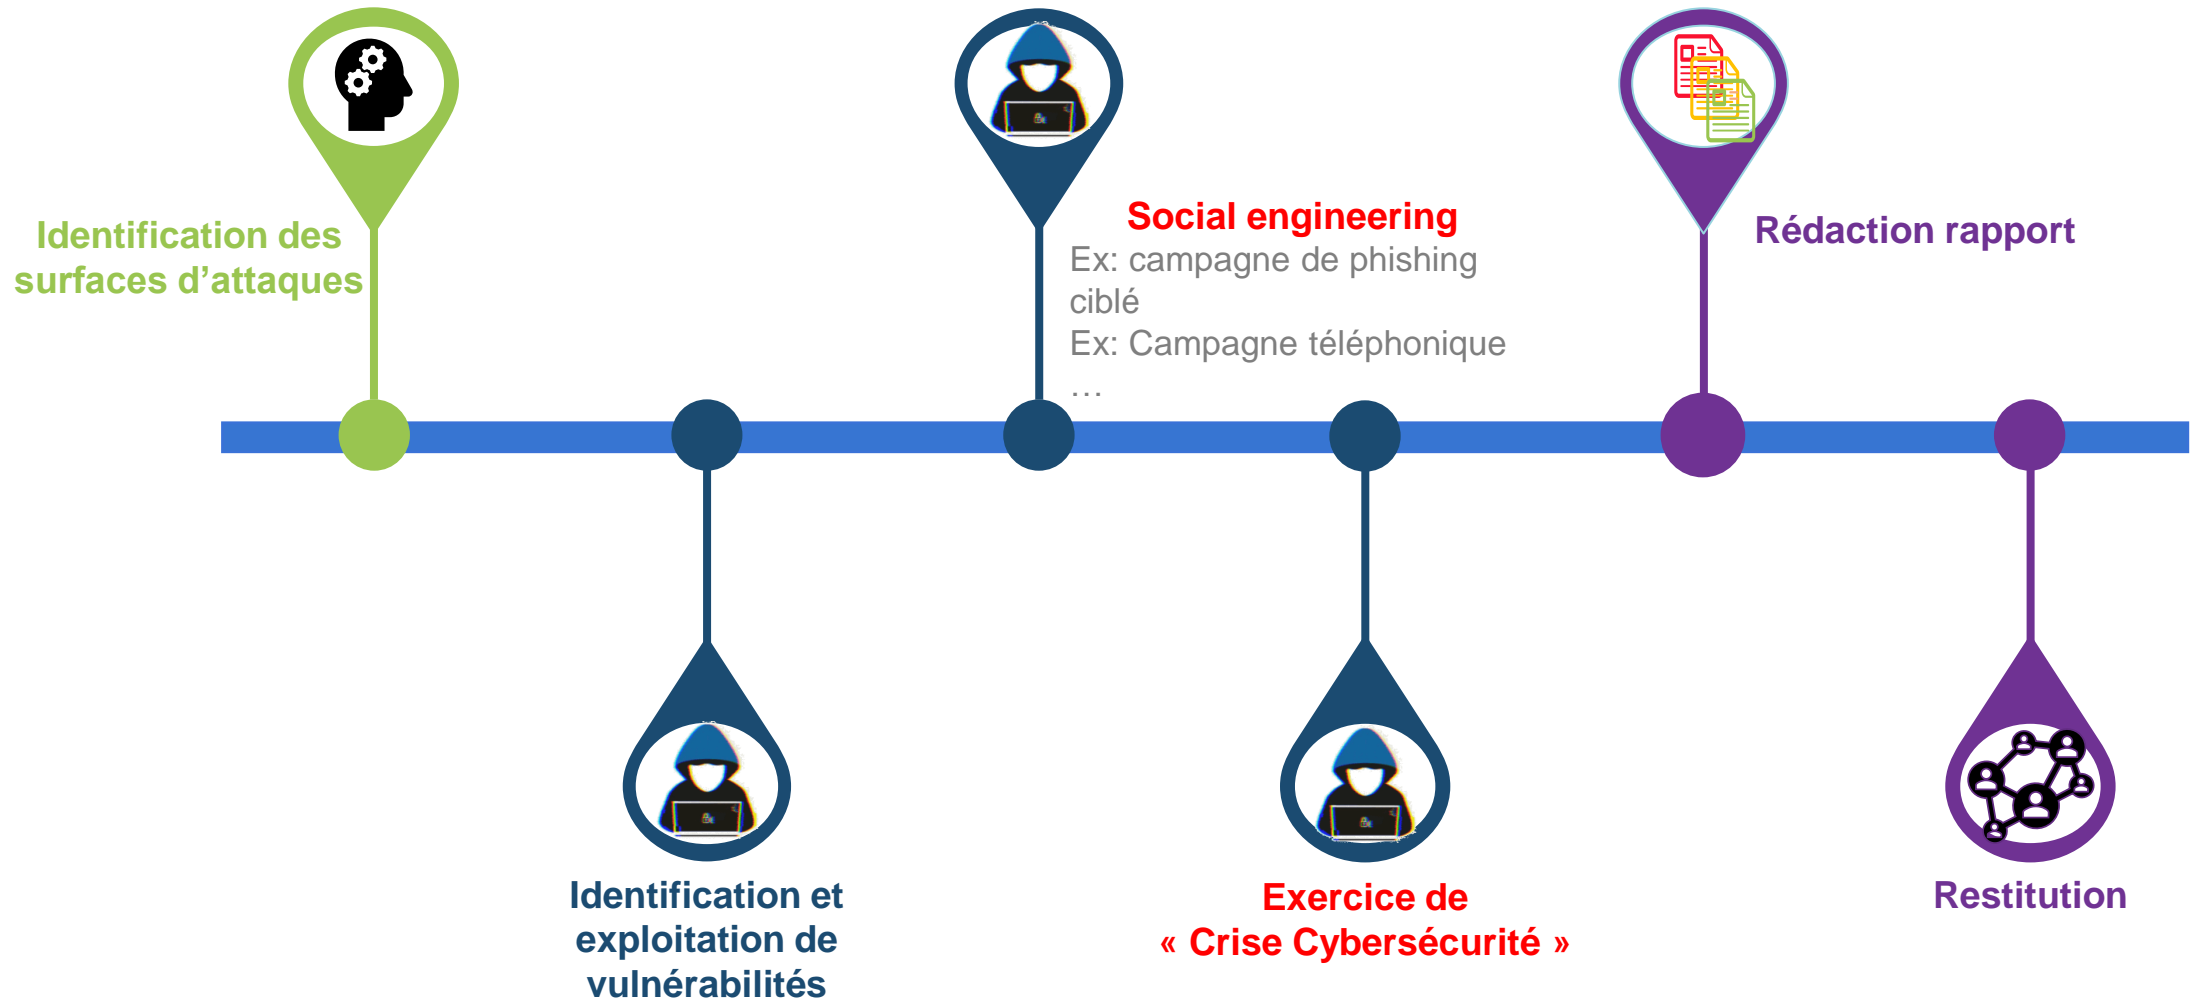 Identification des
surfaces d’attaques
Identification et
exploitation de
vulnérabilités
Social engineering
Ex: campagne de phishing
ciblé
Ex: Campagne téléphonique
…
Exercice de
« Crise Cybersécurité »
Rédaction rapport
Restitution